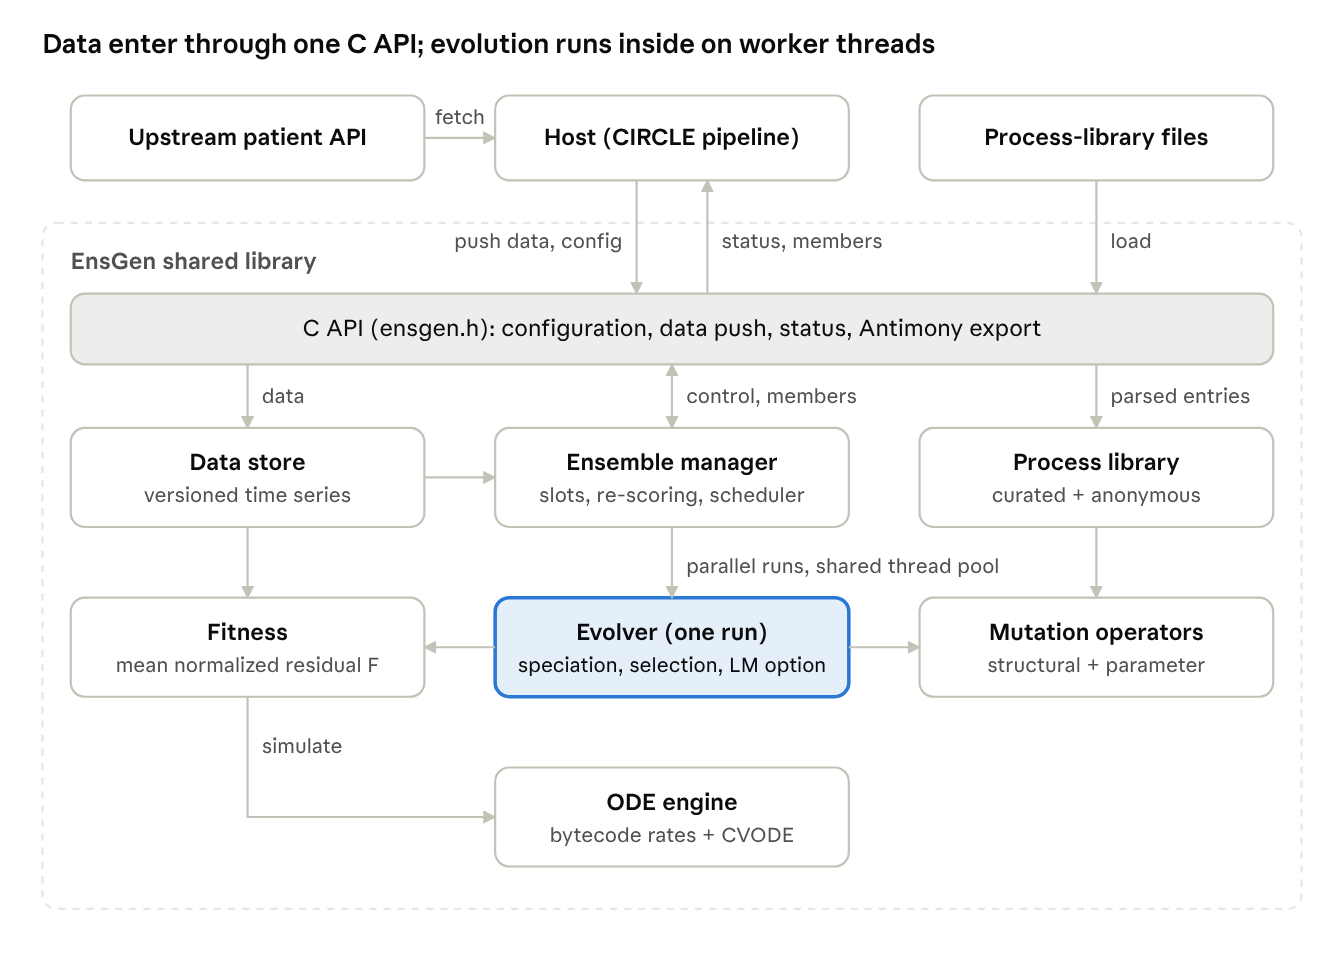 Data enter through one C API; evolution runs inside on worker threads
Upstream patient API
fetch
Host (CIRCLE pipeline)
Process-library files
push data, config
status, members
load
EnsGen shared library
C API (ensgen.h): configuration, data push, status, Antimony export
data
control, members
parsed entries
Data store
versioned time series
Ensemble manager
slots, re-scoring, scheduler
Process library
curated + anonymous
parallel runs, shared thread pool
Fitness
mean normalized residual F
Evolver (one run)
speciation, selection, LM option
Mutation operators
structural + parameter
simulate
ODE engine
bytecode rates + CVODE